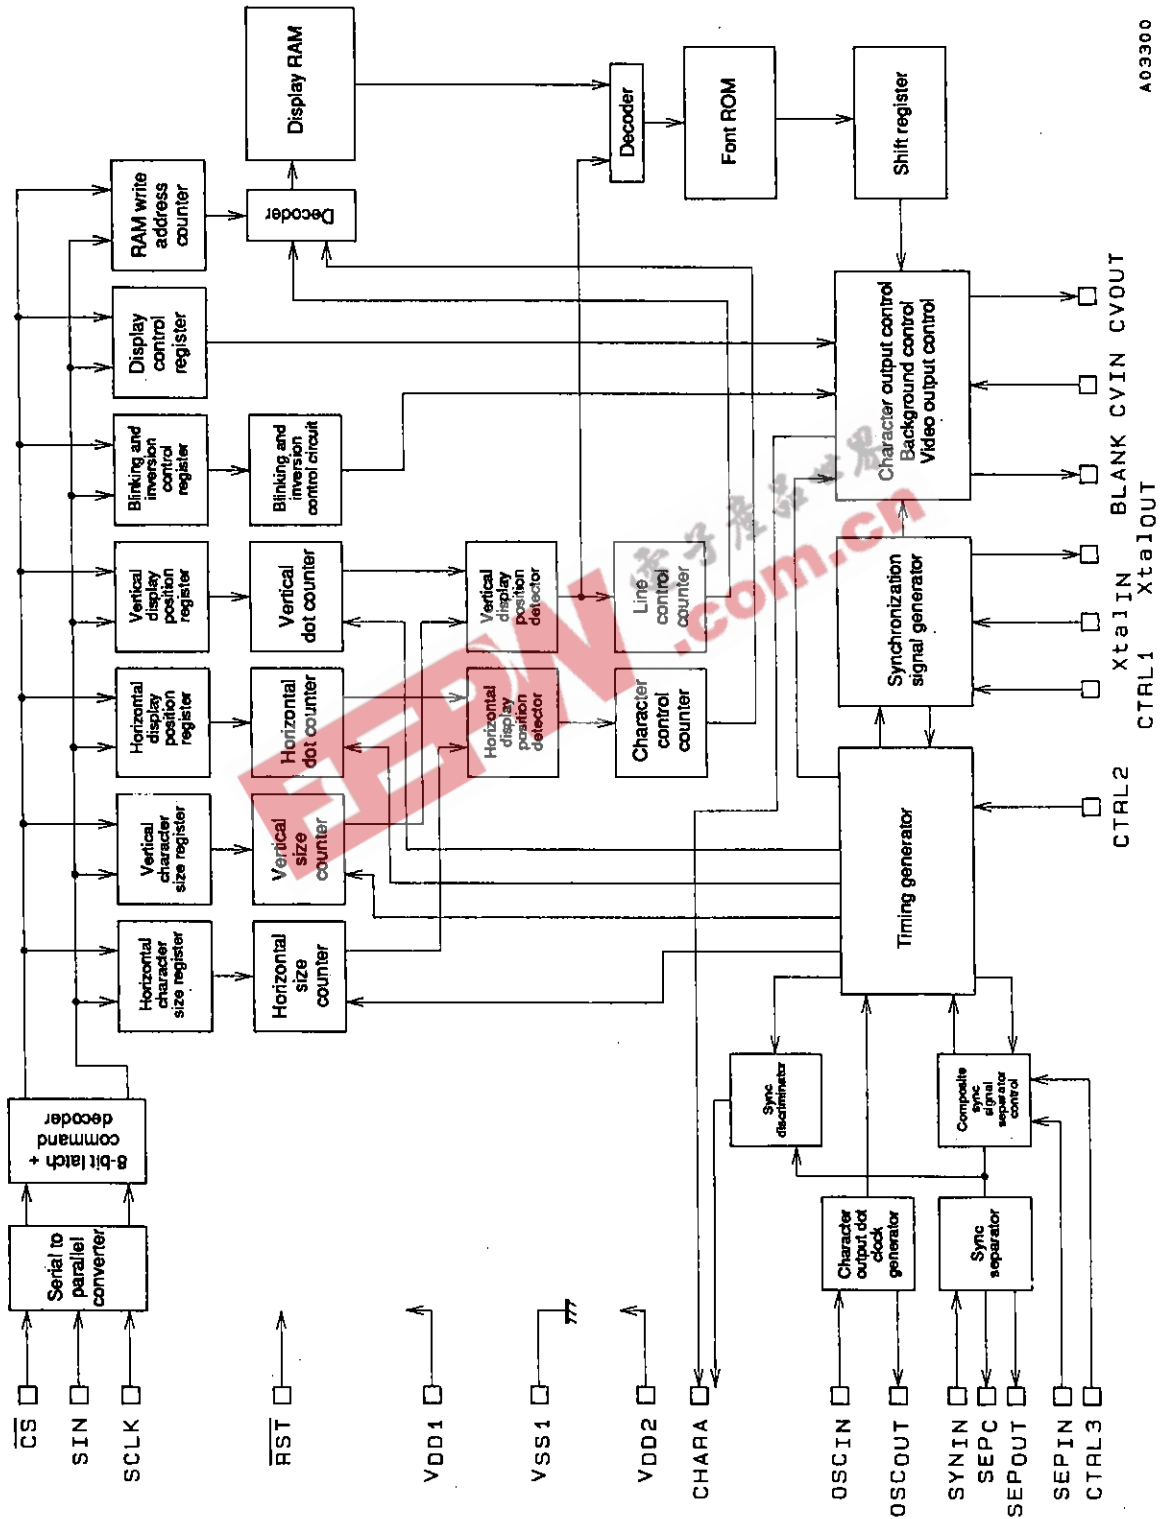 CS
SIN
SCLK
RST
VDD1
VSS1
VDD2
CHARA
OSCIN
OSCOUT
SYNIN
SEPC
SEPOUT
SEPIN
CTRL3
Serial to
parallel
converter
8-bit latch +
command
decoder
Horizontal
character
size register
Vertical
character
size register
Horizontal
display
position
register
Vertical
display
position
register
Blinking and
inversion
control
register
Display
control
register
RAM write
address
counter
Horizontal
size
counter
Vertical
size
counter
Horizontal
dot counter
Vertical
dot counter
Blinking and
inversion
control circuit
Decoder
Display RAM
Horizontal
display
position
detector
Vertical
display
position
detector
Character
control
counter
Line
control
counter
Decoder
Font ROM
Shift register
Sync
discriminator
Character
output dot
clock
generator
Sync
separator
Composite
sync
signal
separator
control
Timing generator
Synchronization
signal generator
Character output control
Background control
Video output control
CTRL2
CTRL1
XtalIN
XtalOUT
BLANK
CVIN
CVOUT
A03300
EEPW
.com.cn
電子產品世界